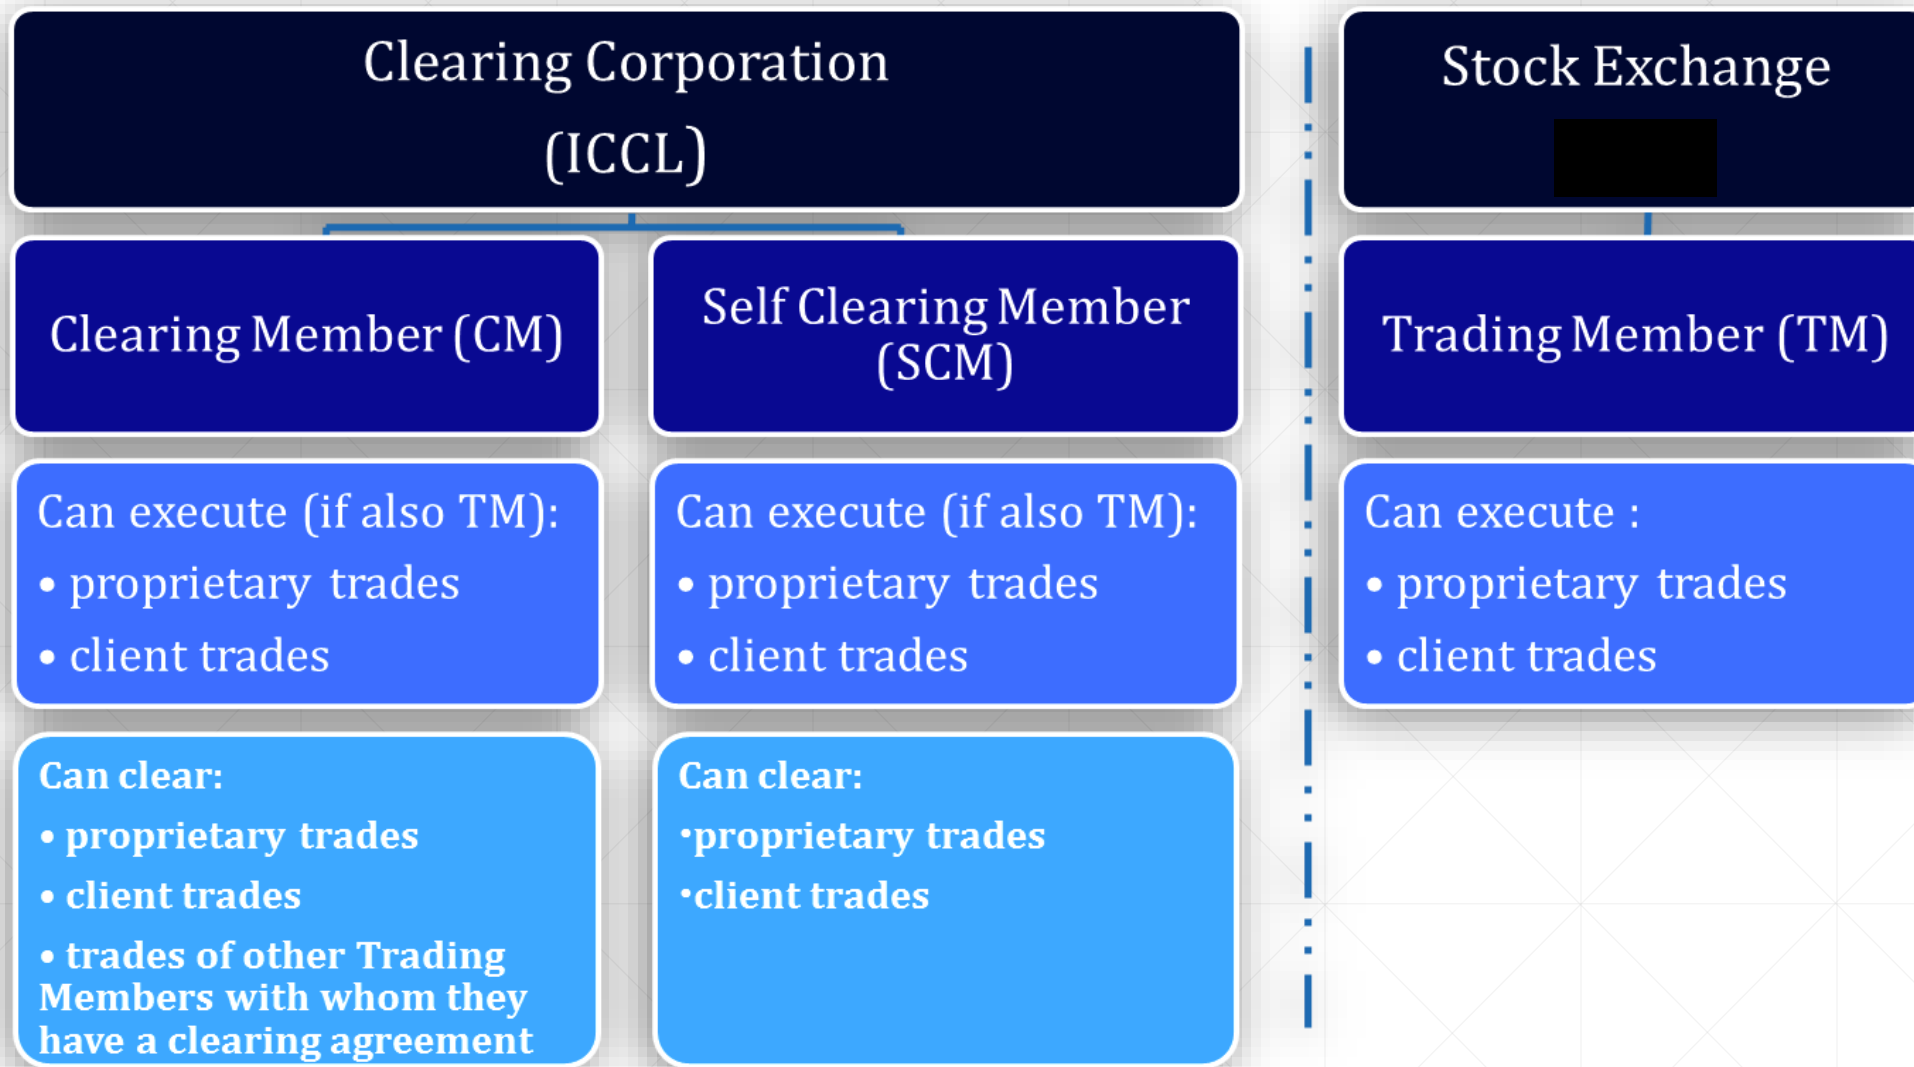 Clearing Corporation
(ICCL)
Stock Exchange
Clearing Member (CM)
Self Clearing Member
(SCM)
Trading Member (TM)
Can execute (if also TM):
• proprietary trades
• client trades
Can execute (if also TM):
• proprietary trades
• client trades
Can execute :
• proprietary trades
• client trades
Can clear:
• proprietary trades
• client trades
• trades of other Trading
Members with whom they
have a clearing agreement
Can clear:
•proprietary trades
•client trades